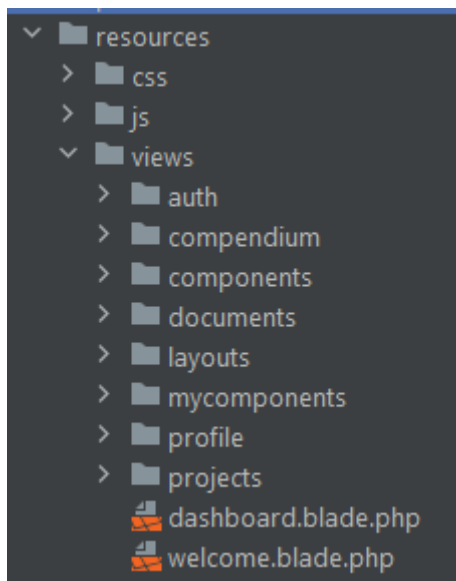 resources
css
js
views
auth
compendium
components
documents
layouts
mycomponents
profile
projects
dashboard.blade.php
welcome.blade.php